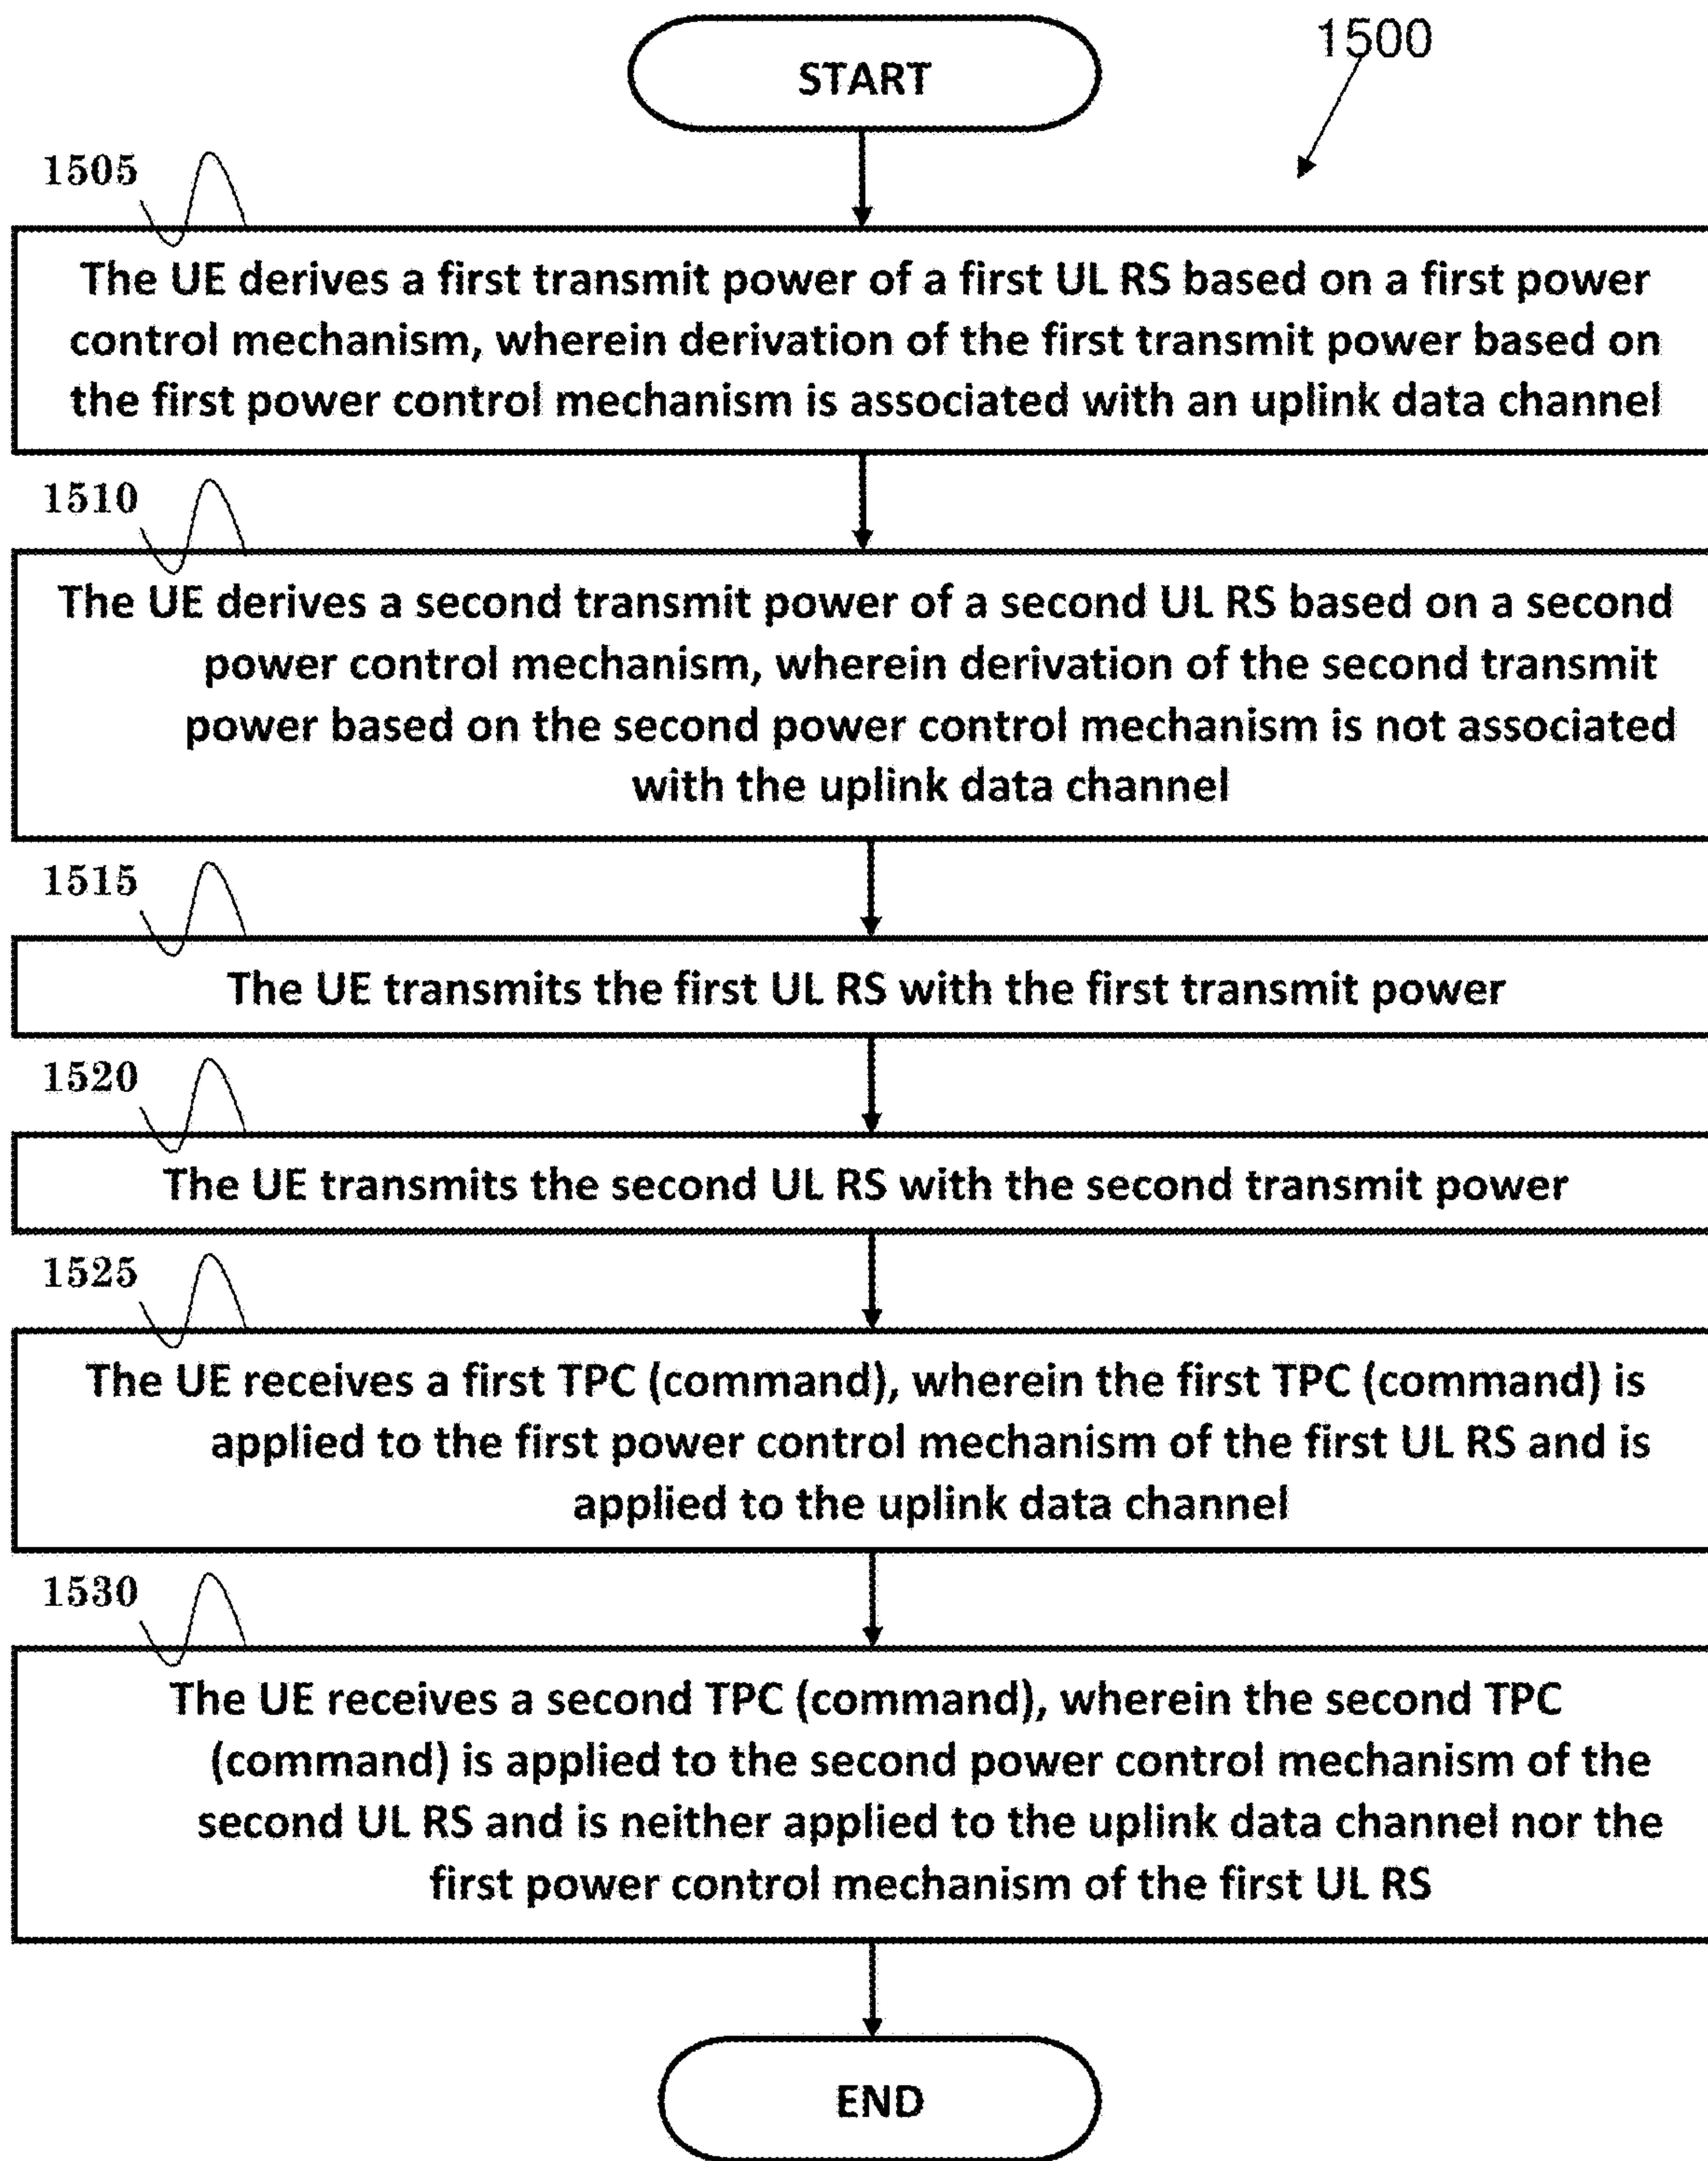 START
1500
1505
The UE derives a first transmit power of a first UL RS based on a first power
control mechanism, wherein derivation of the first transmit power based on
the first power control mechanism is associated with an uplink data channel
1510
The UE derives a second transmit power of a second UL RS based on a second
power control mechanism, wherein derivation of the second transmit
power based on the second power control mechanism is not associated
with the uplink data channel
1515
The UE transmits the first UL RS with the first transmit power
1520
The UE transmits the second UL RS with the second transmit power
1525
The UE receives a first TPC (command), wherein the first TPC (command) is
applied to the first power control mechanism of the first UL RS and is
applied to the uplink data channel
1530
The UE receives a second TPC (command), wherein the second TPC
(command) is applied to the second power control mechanism of the
second UL RS and is neither applied to the uplink data channel nor the
first power control mechanism of the first UL RS
END